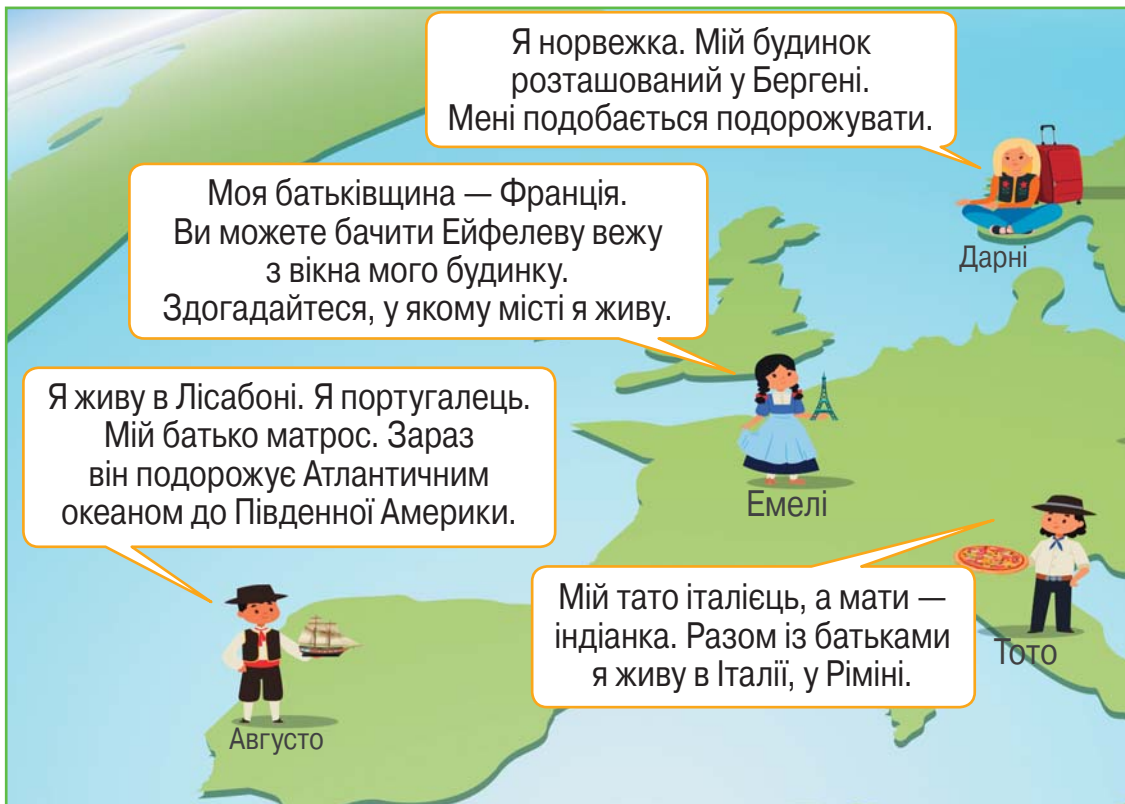 Я норвежка. Мій будинок
розташований у Бергені.
Мені подобається подорожувати.
Дарні
Моя батьківщина — Франція.
Ви можете бачити Ейфелеву вежу
з вікна мого будинку.
Здогадайтеся, у якому місті я живу.
Емелі
Я живу в Лісабоні. Я португалець.
Мій батько матрос. Зараз
він подорожує Атлантичним
океаном до Південної Америки.
Августо
Мій тато італієць, а мати —
індіанка. Разом із батьками
я живу в Італії, у Ріміні.
Тото